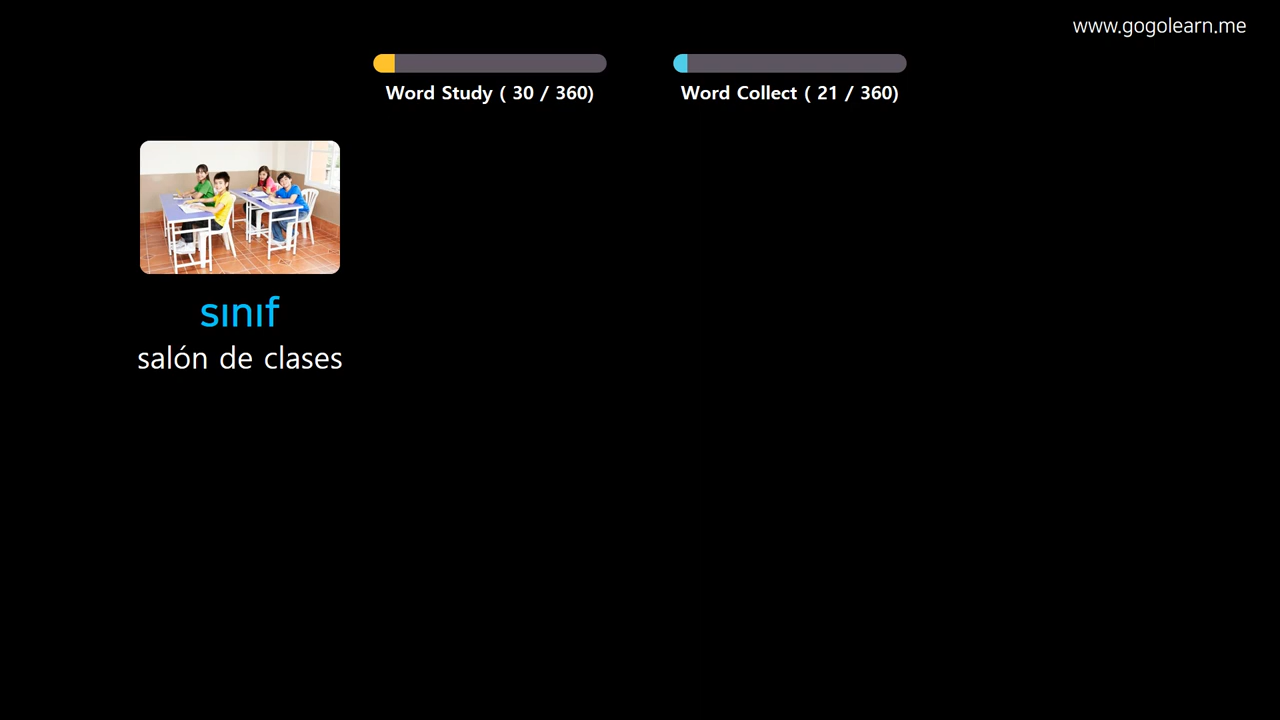 www.gogolearn.me
Word Study ( 30 / 360)
Word Collect ( 21 / 360)
sınıf
salón de clases